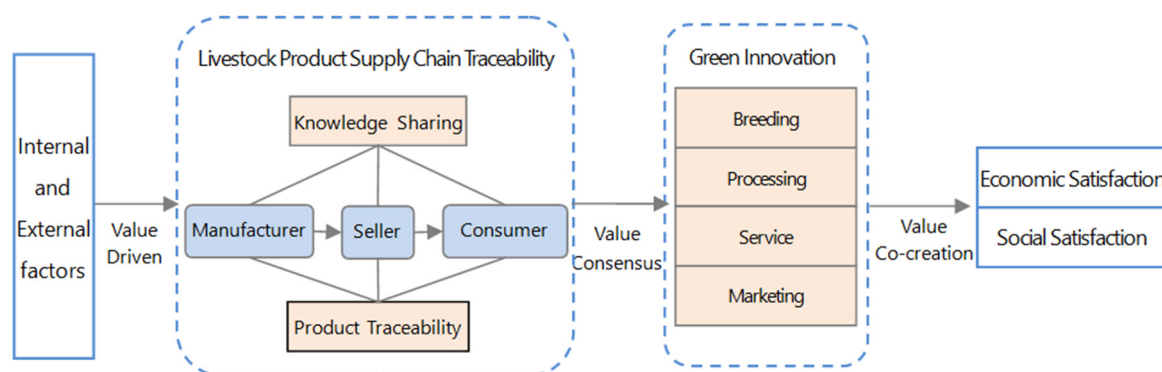 Internal
and
External
factors
Value
Driven
Livestock Product Supply Chain Traceability
Knowledge Sharing
Manufacturer
Seller
Consumer
Product Traceability
Value
Consensus
Green Innovation
Breeding
Processing
Service
Marketing
Value
Co-creation
Economic Satisfaction
Social Satisfaction